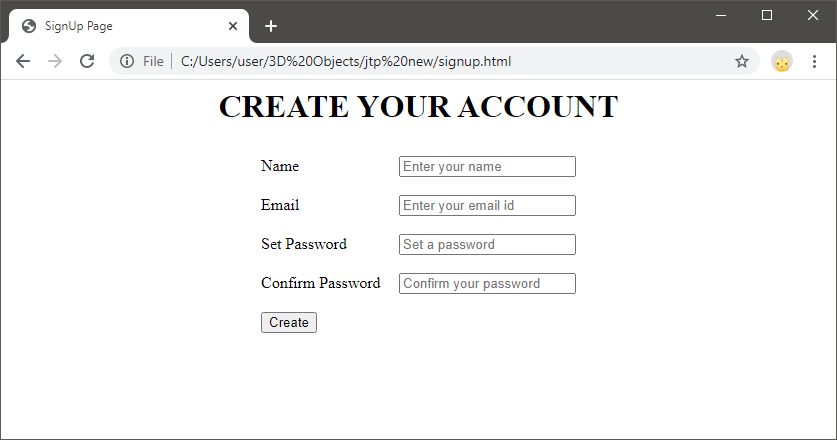 SignUp Page
File C:/Users/user/3D%20Objects/jtp%20new/signup.html
CREATE YOUR ACCOUNT
Name Enter your name
Email Enter your email id
Set Password Set a password
Confirm Password Confirm your password
Create